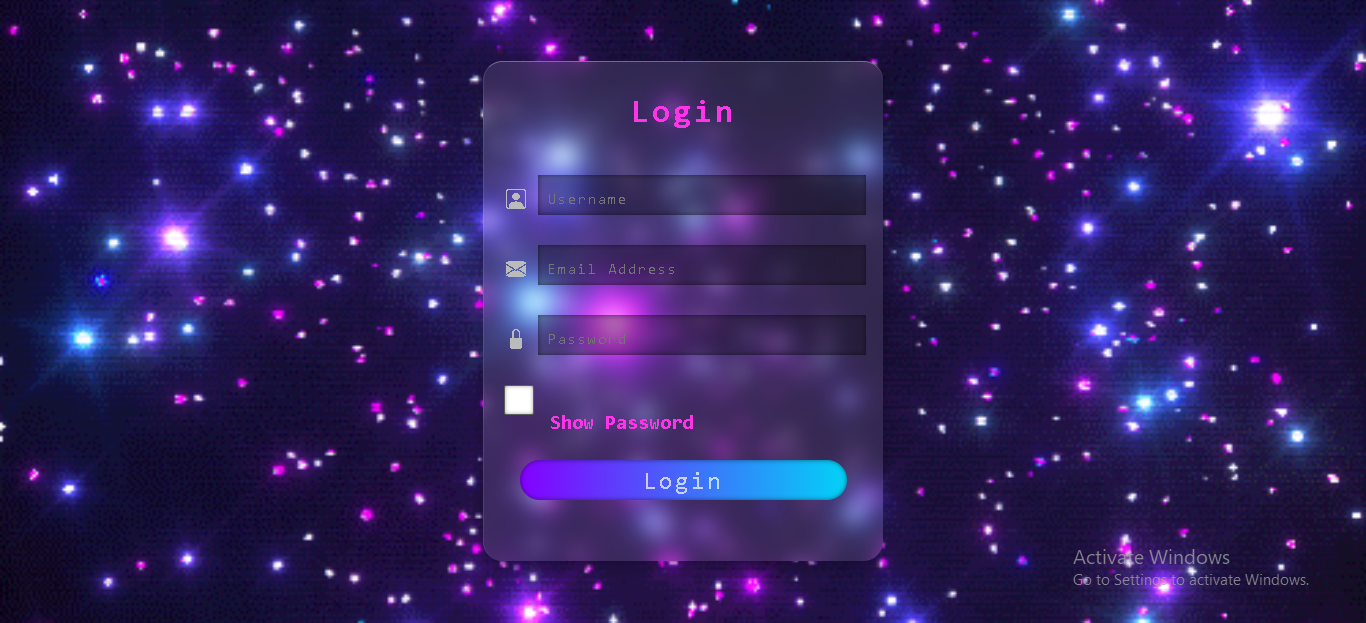 Login
Username
Email Address
Password
Show Password
Login
Activate Windows
Go to Settings to activate Windows.